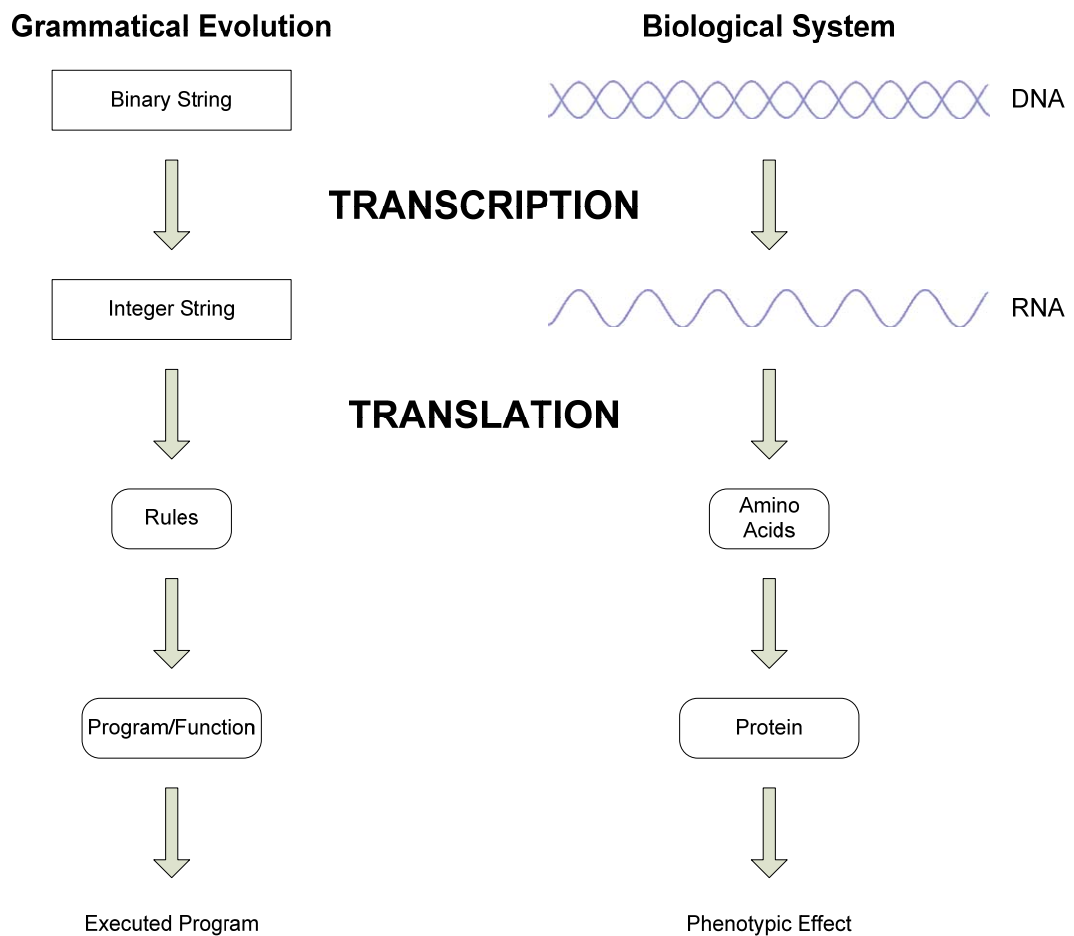 Grammatical Evolution
Biological System
Binary String
DNA
TRANSCRIPTION
Integer String
RNA
TRANSLATION
Rules
Amino
Acids
Program/Function
Protein
Executed Program
Phenotypic Effect